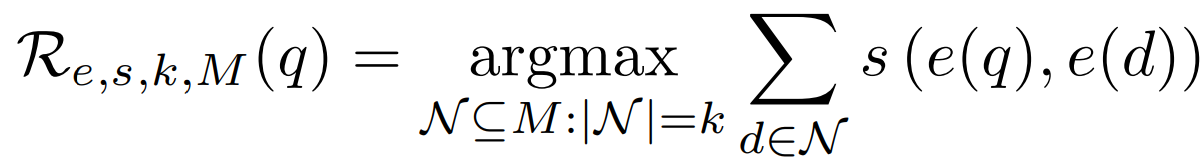 ℛ_{e,s,k,M}(q) = argmax_{𝒩⊆M:|𝒩|=k} ∑_{d∈𝒩} s (e(q), e(d))